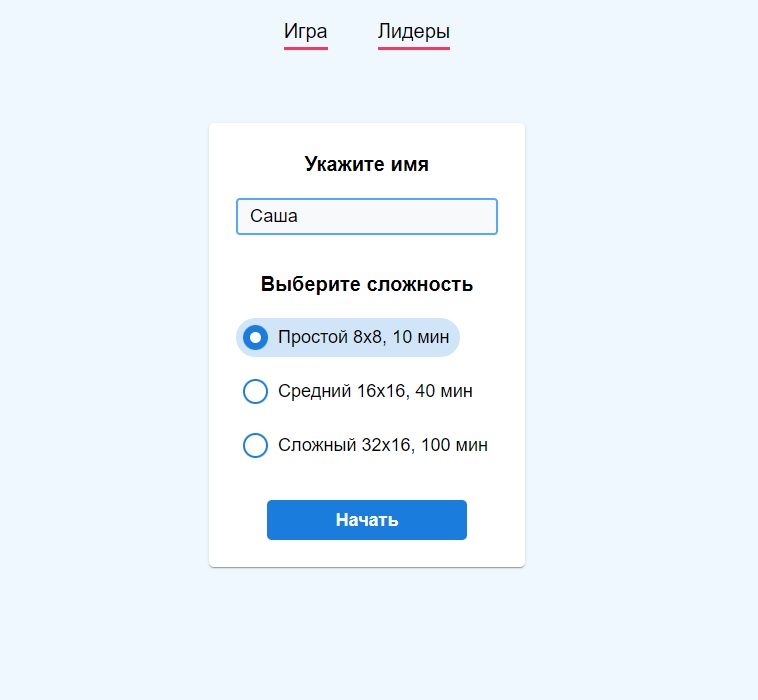 Игра Лидеры
Укажите имя
Саша
Выберите сложность
Простой 8x8, 10 мин
Средний 16x16, 40 мин
Сложный 32x16, 100 мин
Начать